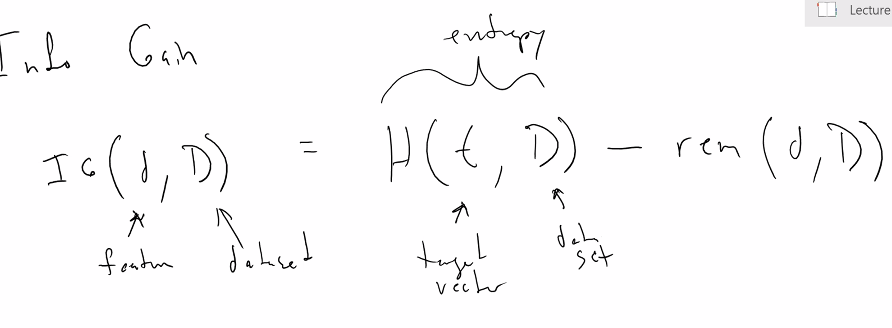 Lecture
Info Gain
entropy
IG(d, D) = H(t, D) - rem(d, D)
feature dataset target vector data set